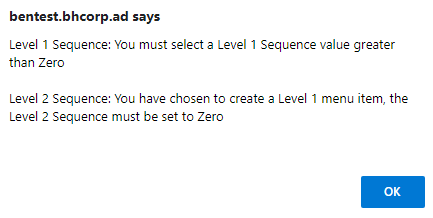 bentest.bhcorp.ad says
Level 1 Sequence: You must select a Level 1 Sequence value greater
than Zero
Level 2 Sequence: You have chosen to create a Level 1 menu item, the
Level 2 Sequence must be set to Zero
OK